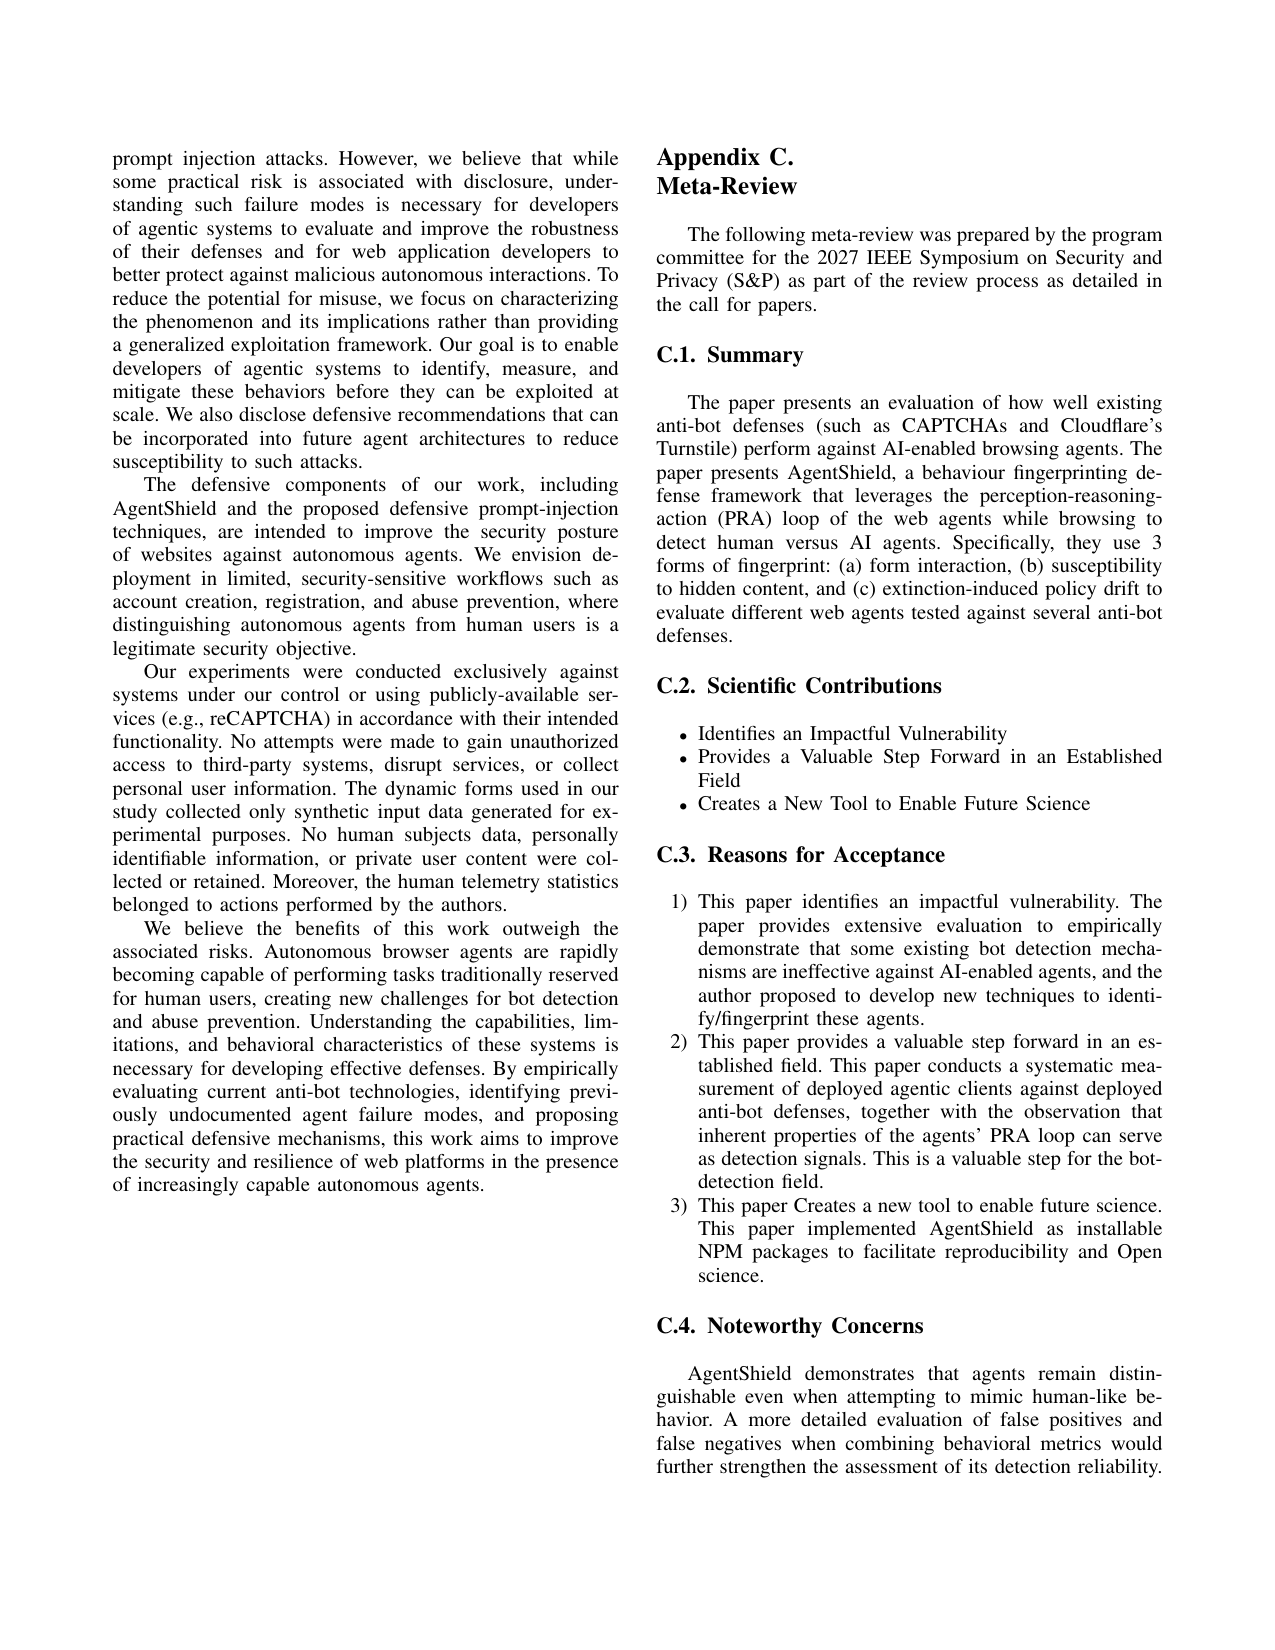 prompt injection attacks. However, we believe that while
some practical risk is associated with disclosure, under-
standing such failure modes is necessary for developers
of agentic systems to evaluate and improve the robustness
of their defenses and for web application developers to
better protect against malicious autonomous interactions. To
reduce the potential for misuse, we focus on characterizing
the phenomenon and its implications rather than providing
a generalized exploitation framework. Our goal is to enable
developers of agentic systems to identify, measure, and
mitigate these behaviors before they can be exploited at
scale. We also disclose defensive recommendations that can
be incorporated into future agent architectures to reduce
susceptibility to such attacks.
The defensive components of our work, including
AgentShield and the proposed defensive prompt-injection
techniques, are intended to improve the security posture
of websites against autonomous agents. We envision de-
ployment in limited, security-sensitive workflows such as
account creation, registration, and abuse prevention, where
distinguishing autonomous agents from human users is a
legitimate security objective.
Our experiments were conducted exclusively against
systems under our control or using publicly-available ser-
vices (e.g., reCAPTCHA) in accordance with their intended
functionality. No attempts were made to gain unauthorized
access to third-party systems, disrupt services, or collect
personal user information. The dynamic forms used in our
study collected only synthetic input data generated for ex-
perimental purposes. No human subjects data, personally
identifiable information, or private user content were col-
lected or retained. Moreover, the human telemetry statistics
belonged to actions performed by the authors.
We believe the benefits of this work outweigh the
associated risks. Autonomous browser agents are rapidly
becoming capable of performing tasks traditionally reserved
for human users, creating new challenges for bot detection
and abuse prevention. Understanding the capabilities, lim-
itations, and behavioral characteristics of these systems is
necessary for developing effective defenses. By empirically
evaluating current anti-bot technologies, identifying previ-
ously undocumented agent failure modes, and proposing
practical defensive mechanisms, this work aims to improve
the security and resilience of web platforms in the presence
of increasingly capable autonomous agents.
Appendix C.
Meta-Review
The following meta-review was prepared by the program
committee for the 2027 IEEE Symposium on Security and
Privacy (S&P) as part of the review process as detailed in
the call for papers.
C.1. Summary
The paper presents an evaluation of how well existing
anti-bot defenses (such as CAPTCHAs and Cloudflare's
Turnstile) perform against AI-enabled browsing agents. The
paper presents AgentShield, a behaviour fingerprinting de-
fense framework that leverages the perception-reasoning-
action (PRA) loop of the web agents while browsing to
detect human versus AI agents. Specifically, they use 3
forms of fingerprint: (a) form interaction, (b) susceptibility
to hidden content, and (c) extinction-induced policy drift to
evaluate different web agents tested against several anti-bot
defenses.
C.2. Scientific Contributions
• Identifies an Impactful Vulnerability
• Provides a Valuable Step Forward in an Established
Field
• Creates a New Tool to Enable Future Science
C.3. Reasons for Acceptance
1) This paper identifies an impactful vulnerability. The
paper provides extensive evaluation to empirically
demonstrate that some existing bot detection mecha-
nisms are ineffective against AI-enabled agents, and the
author proposed to develop new techniques to identi-
fy/fingerprint these agents.
2) This paper provides a valuable step forward in an es-
tablished field. This paper conducts a systematic mea-
surement of deployed agentic clients against deployed
anti-bot defenses, together with the observation that
inherent properties of the agents' PRA loop can serve
as detection signals. This is a valuable step for the bot-
detection field.
3) This paper Creates a new tool to enable future science.
This paper implemented AgentShield as installable
NPM packages to facilitate reproducibility and Open
science.
C.4. Noteworthy Concerns
AgentShield demonstrates that agents remain distin-
guishable even when attempting to mimic human-like be-
havior. A more detailed evaluation of false positives and
false negatives when combining behavioral metrics would
further strengthen the assessment of its detection reliability.